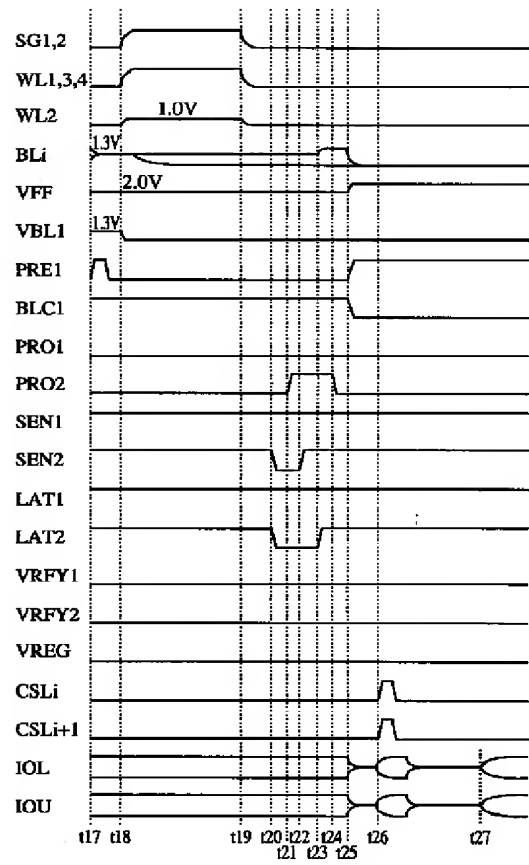 SG1,2
WL1,3,4
WL2 1.0V
BLi 1.3V
VFF 2.0V
VBL1 1.3V
PRE1
BLC1
PRO1
PRO2
SEN1
SEN2
LAT1
LAT2
VRFY1
VRFY2
VREG
CSLi
CSLi+1
IOL
IOU
t17 t18 t19 t20 t22 t24 t26 t27
t21 t23 t25